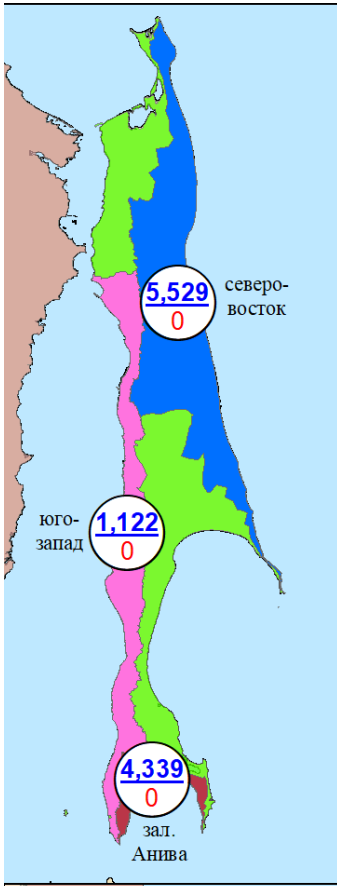 5,529
0
северо-
восток
юго-
запад
1,122
0
4,339
0
зал.
Анива